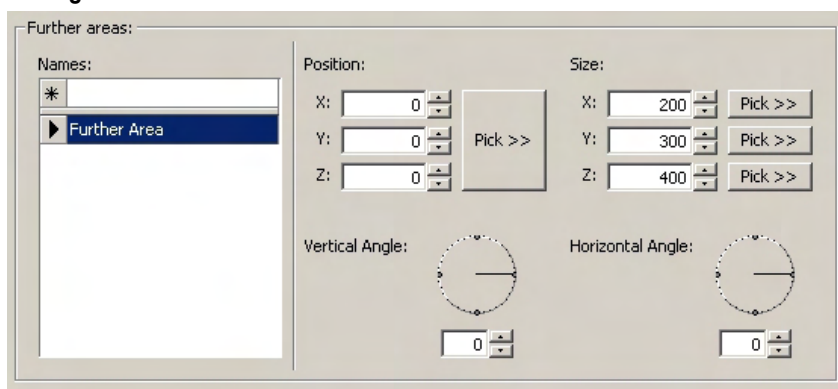 Further areas:
Names:
*
Further Area
Position:
X: 0
Y: 0
Z: 0
Pick >>
Size:
X: 200 Pick >>
Y: 300 Pick >>
Z: 400 Pick >>
Vertical Angle:
0
Horizontal Angle:
0